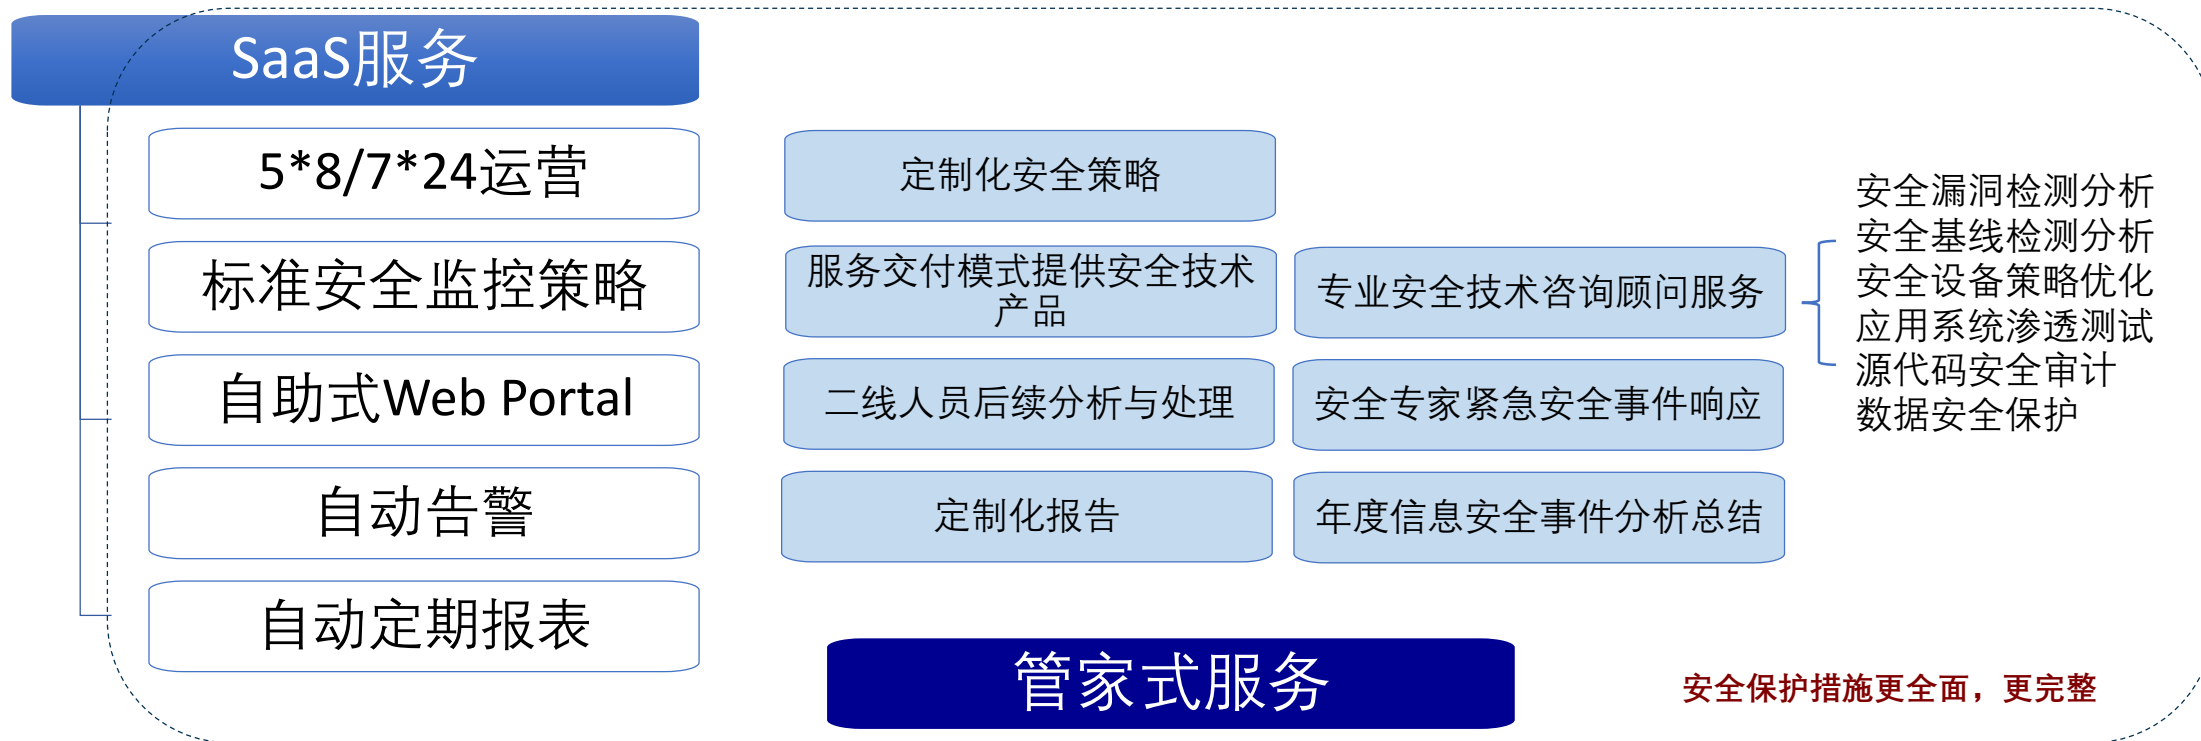 SaaS服务
5*8/7*24运营
标准安全监控策略
自助式Web Portal
自动告警
自动定期报表
定制化安全策略
服务交付模式提供安全技术
产品
二线人员后续分析与处理
定制化报告
专业安全技术咨询顾问服务
安全专家紧急安全事件响应
年度信息安全事件分析总结
安全漏洞检测分析
安全基线检测分析
安全设备策略优化
应用系统渗透测试
源代码安全审计
数据安全保护
管家式服务
安全保护措施更全面，更完整